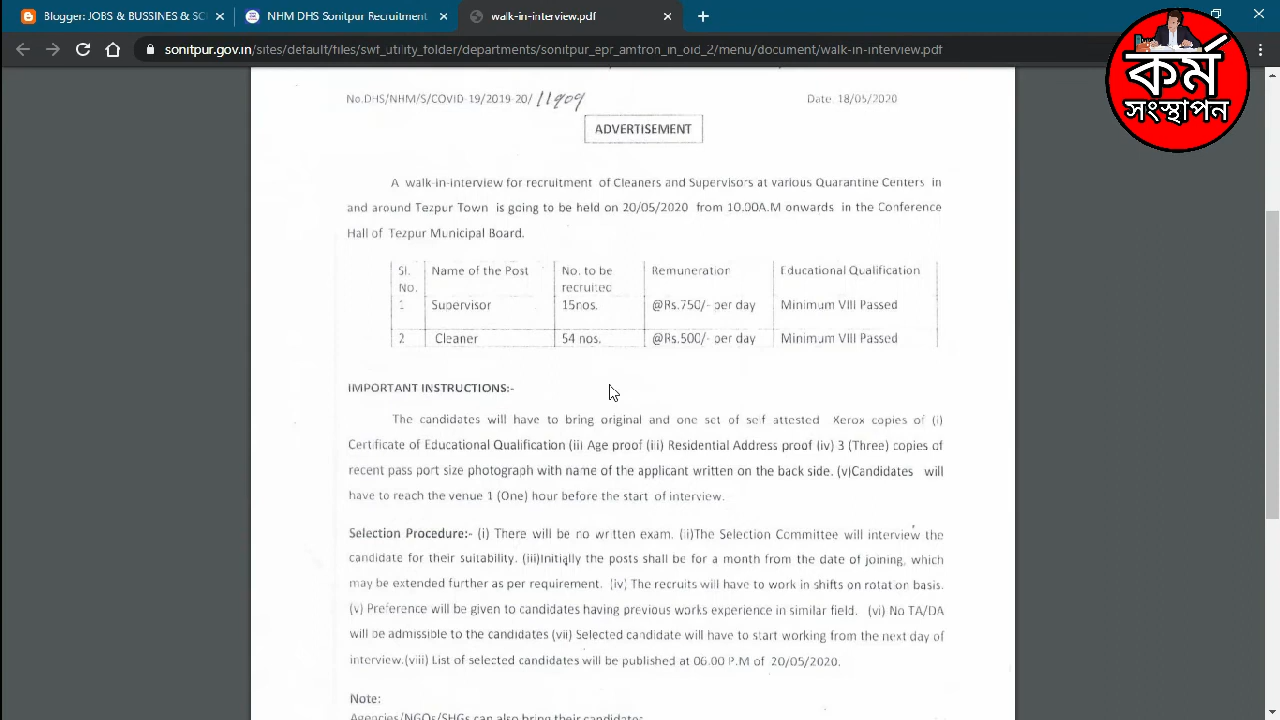 Blogger: JOBS & BUSSINES & SC
NHM DHS Sonitpur Recruitment
walk-in-interview.pdf
sonitpur.gov.in/sites/default/files/swf_utility_folder/departments/sonitpur_epr_amtron_in_oid_2/menu/document/walk-in-interview.pdf
কর্ম
সংস্থাপন
No.DHS/NHM/S/COVID-19/2019-20/11909
Date. 18/05/2020
ADVERTISEMENT
A walk-in-interview for recruitment of Cleaners and Supervisors at various Quarantine Centers in
and around Tezpur Town is going to be held on 20/05/2020 from 10.00A.M onwards in the Conference
Hall of Tezpur Municipal Board.
Sl. No. Name of the Post No. to be recruited Remuneration Educational Qualification
1 Supervisor 15nos. @Rs.750/- per day Minimum VIII Passed
2 Cleaner 54 nos. @Rs.500/- per day Minimum VIII Passed
IMPORTANT INSTRUCTIONS:-
The candidates will have to bring original and one set of self attested Xerox copies of (i)
Certificate of Educational Qualification (ii) Age proof (iii) Residential Address proof (iv) 3 (Three) copies of
recent pass port size photograph with name of the applicant written on the back side. (v)Candidates will
have to reach the venue 1 (One) hour before the start of interview.
Selection Procedure:- (i) There will be no written exam. (ii)The Selection Committee will interview the
candidate for their suitability. (iii)Initially the posts shall be for a month from the date of joining, which
may be extended further as per requirement. (iv) The recruits will have to work in shifts on rotation basis.
(v) Preference will be given to candidates having previous works experience in similar field. (vi) No TA/DA
will be admissible to the candidates (vii) Selected candidate will have to start working from the next day of
interview.(viii) List of selected candidates will be published at 06.00 P.M of 20/05/2020.
Note:
Agencies/NGOs/SHGs can also bring their candidate